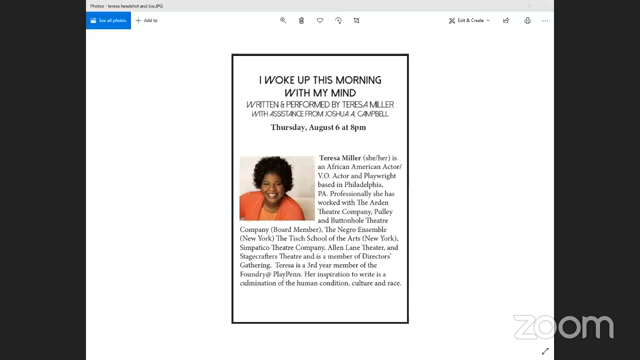 Photos - teresa headshot and bio.JPG
See all photos
Add to
Edit & Create
I WOKE UP THIS MORNING
WITH MY MIND
WRITTEN & PERFORMED BY TERESA MILLER
WITH ASSISTANCE FROM JOSHUA A. CAMPBELL
Thursday, August 6 at 8pm
Teresa Miller (she/her) is
an African American Actor/
V.O. Actor and Playwright
based in Philadelphia,
PA. Professionally she has
worked with The Arden
Theatre Company, Pulley
and Buttonhole Theatre
Company (Board Member), The Negro Ensemble
(New York) The Tisch School of the Arts (New York),
Simpatico Theatre Company, Allen Lane Theater, and
Stagecrafters Theatre and is a member of Directors'
Gathering. Teresa is a 3rd year member of the
Foundry@ PlayPenn. Her inspiration to write is a
culmination of the human condition, culture and race.
zoom